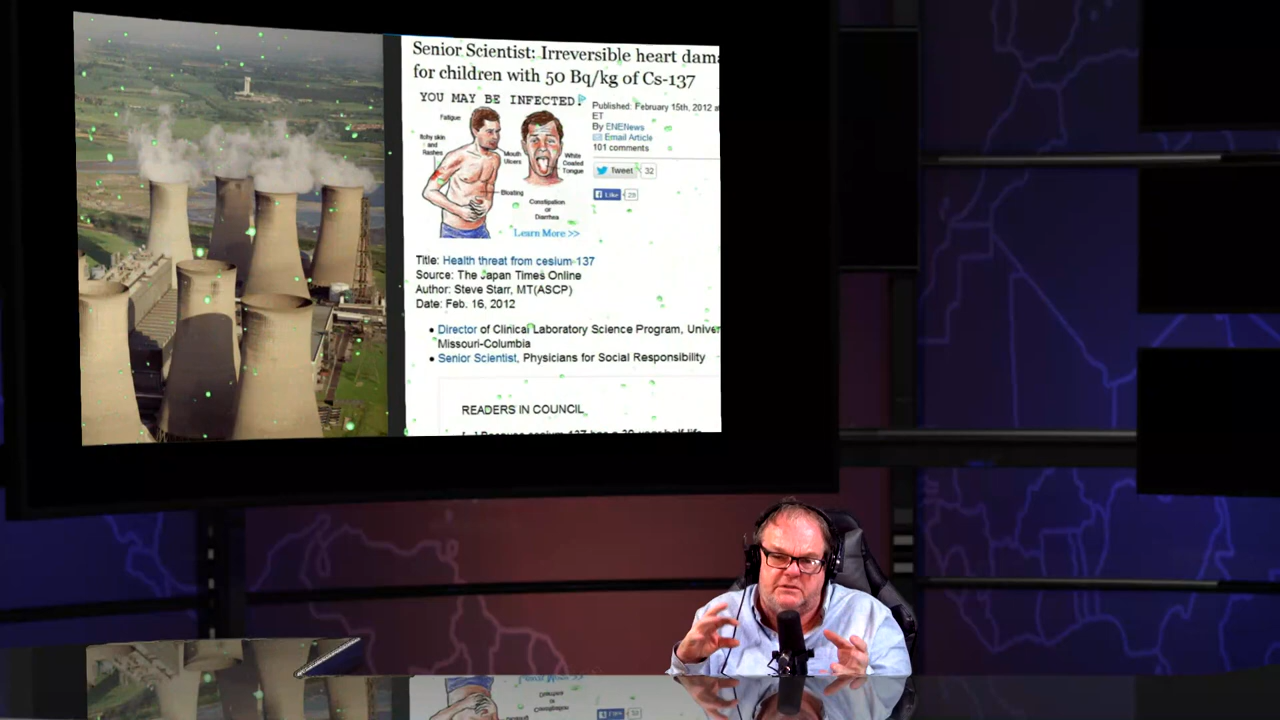 Senior Scientist: Irreversible heart dam
for children with 50 Bq/kg of Cs-137
YOU MAY BE INFECTED!
Fatigue
Itchy skin
and
Rashes
Mouth
Ulcers
White
Coated
Tongue
Bloating
Constipation
or
Diarrhea
Learn More >>
Published: February 15th, 2012 a
ET
By ENENews
Email Article
101 comments
Tweet 32
Like
Title: Health threat from cesium-137
Source: The Japan Times Online
Author: Steve Starr, MT(ASCP)
Date: Feb. 16, 2012
• Director of Clinical Laboratory Science Program, Univer
Missouri-Columbia
• Senior Scientist, Physicians for Social Responsibility
READERS IN COUNCIL